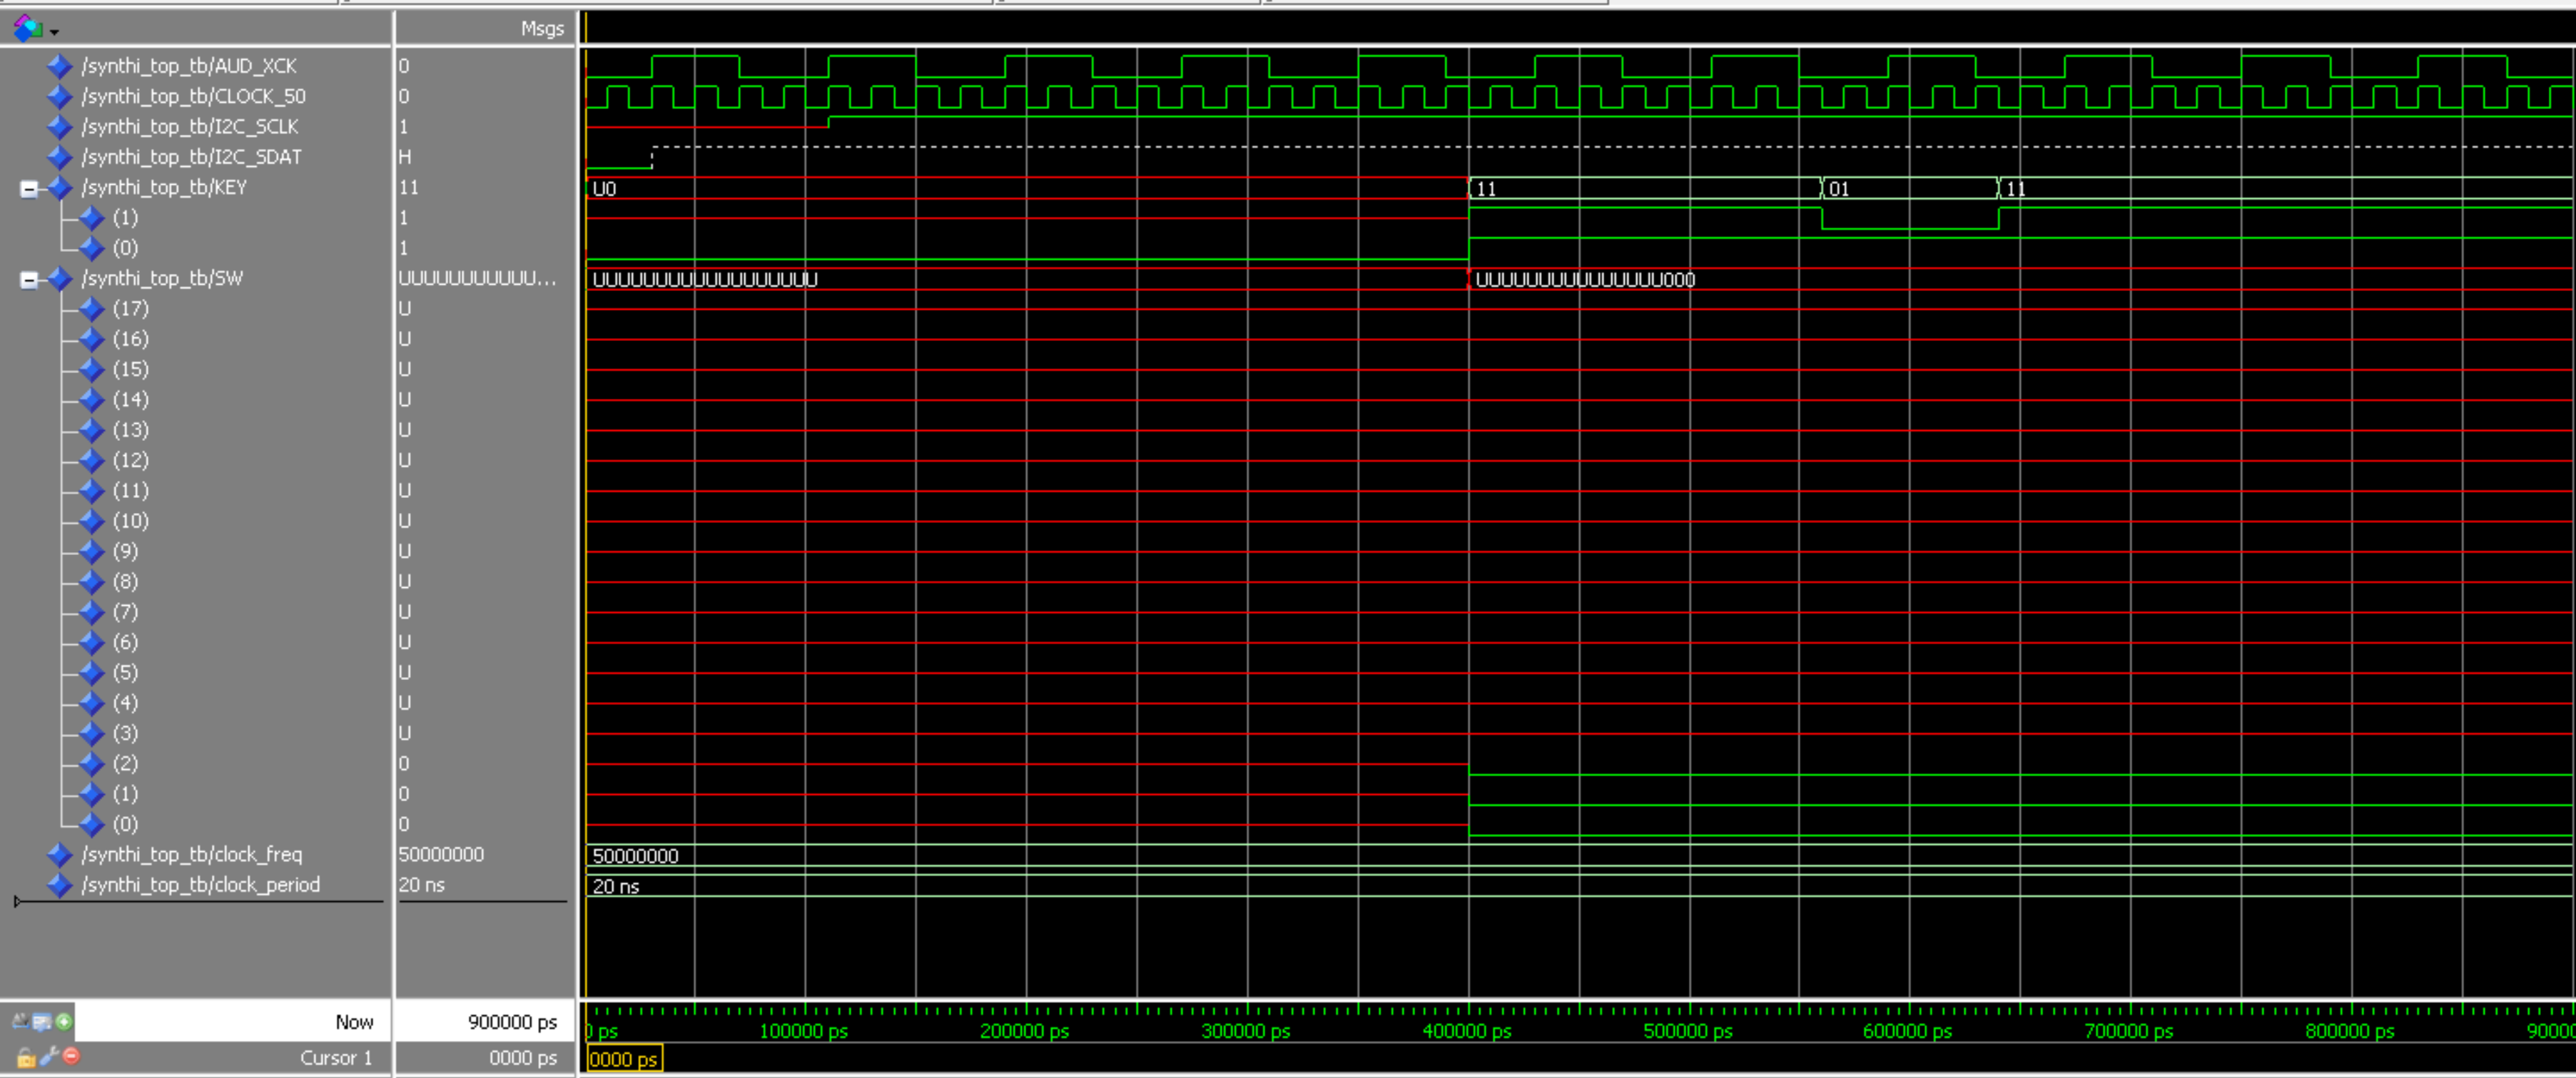 Msgs
/synthi_top_tb/AUD_XCK 0
/synthi_top_tb/CLOCK_50 0
/synthi_top_tb/I2C_SCLK 1
/synthi_top_tb/I2C_SDAT H
/synthi_top_tb/KEY 11 U0 11 01 11
(1) 1
(0) 1
/synthi_top_tb/SW UUUUUUUUUUU... UUUUUUUUUUUUUUUUUU UUUUUUUUUUUUUUU000
(17) U
(16) U
(15) U
(14) U
(13) U
(12) U
(11) U
(10) U
(9) U
(8) U
(7) U
(6) U
(5) U
(4) U
(3) U
(2) 0
(1) 0
(0) 0
/synthi_top_tb/clock_freq 50000000 50000000
/synthi_top_tb/clock_period 20 ns 20 ns
Now 900000 ps 0 ps 100000 ps 200000 ps 300000 ps 400000 ps 500000 ps 600000 ps 700000 ps 800000 ps 9000
Cursor 1 0000 ps 0000 ps